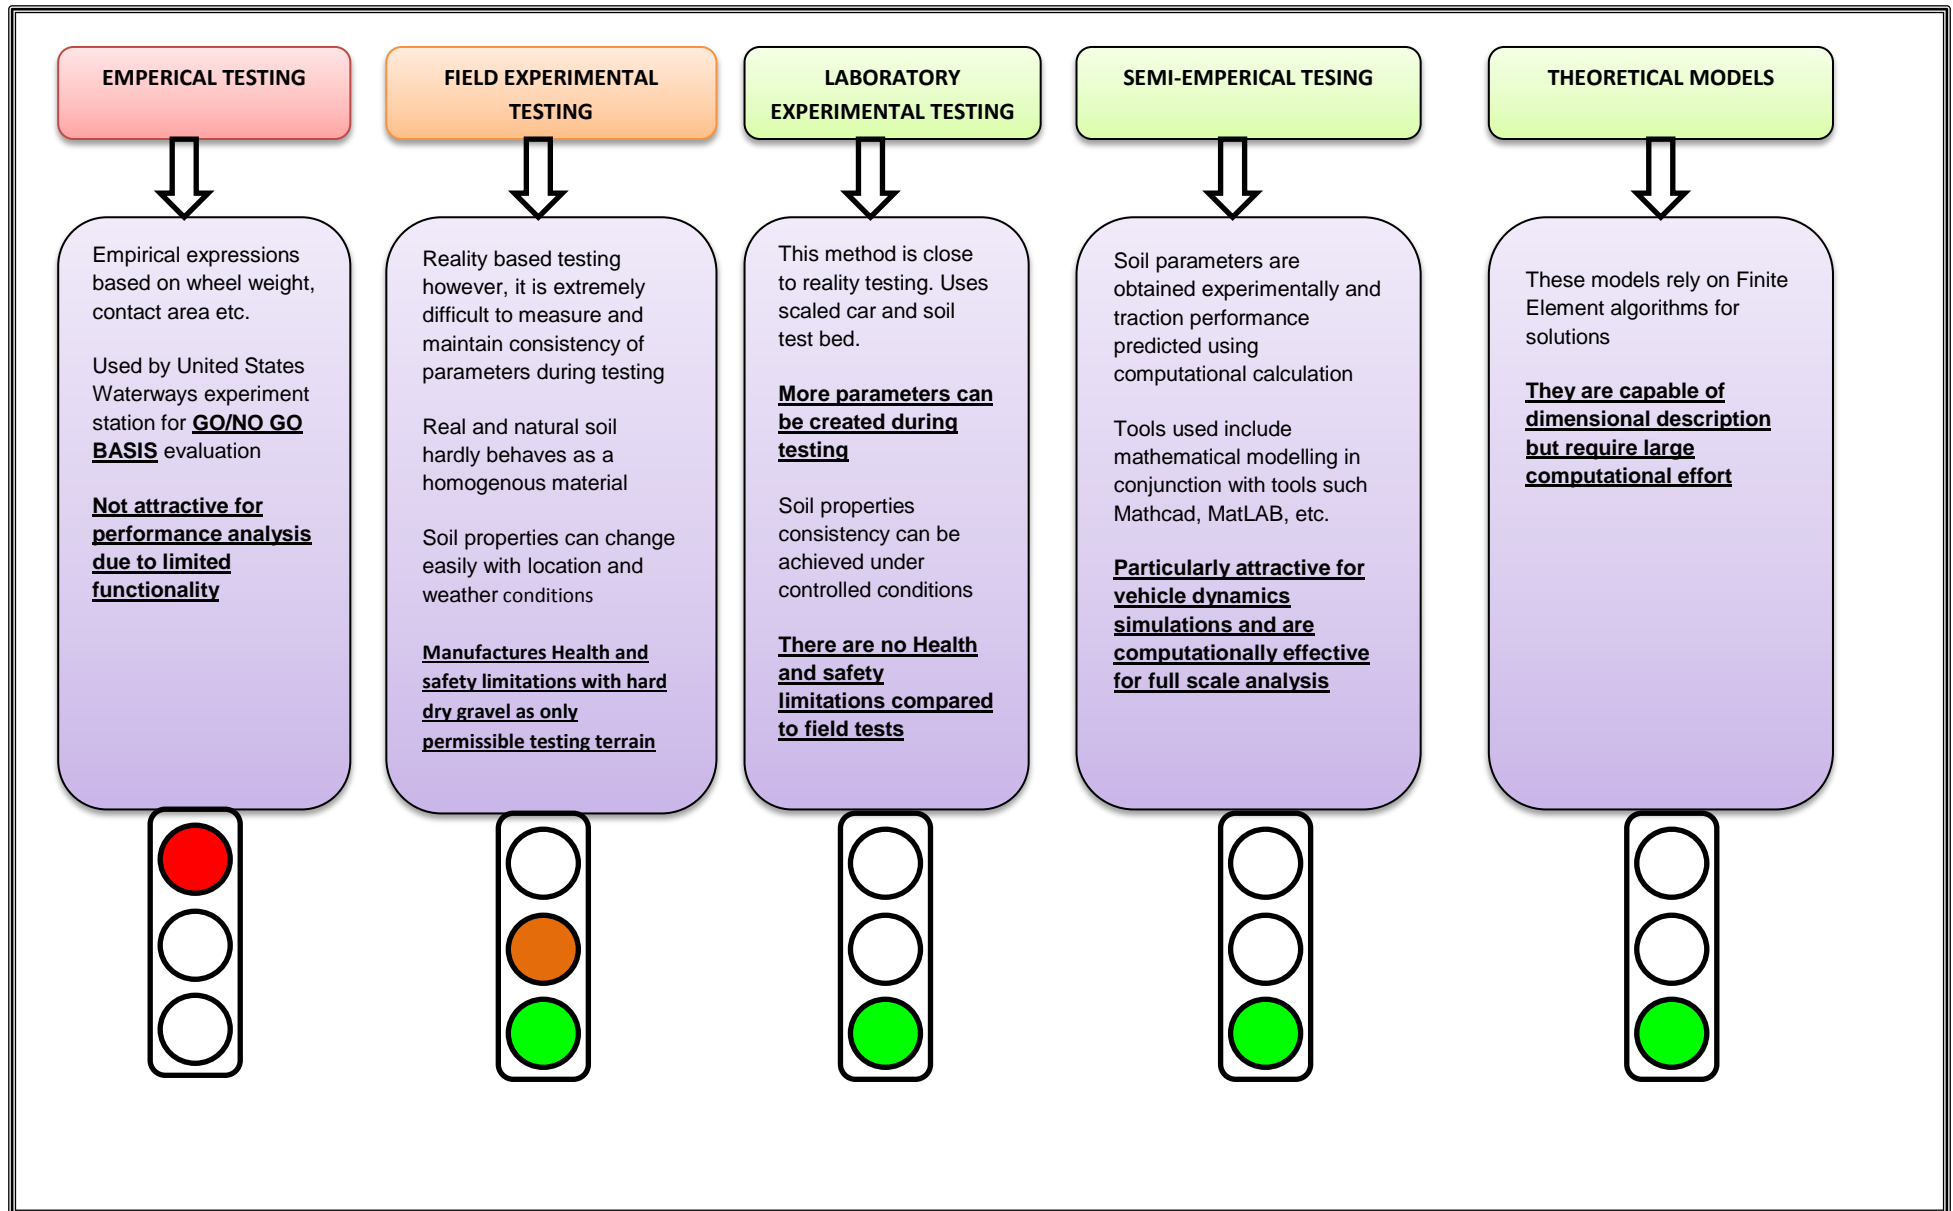 EMPERICAL TESTING
Empirical expressions
based on wheel weight,
contact area etc.
Used by United States
Waterways experiment
station for GO/NO GO
BASIS evaluation
Not attractive for
performance analysis
due to limited
functionality
FIELD EXPERIMENTAL
TESTING
Reality based testing
however, it is extremely
difficult to measure and
maintain consistency of
parameters during testing
Real and natural soil
hardly behaves as a
homogenous material
Soil properties can change
easily with location and
weather conditions
Manufactures Health and
safety limitations with hard
dry gravel as only
permissible testing terrain
LABORATORY
EXPERIMENTAL TESTING
This method is close
to reality testing. Uses
scaled car and soil
test bed.
More parameters can
be created during
testing
Soil properties
consistency can be
achieved under
controlled conditions
There are no Health
and safety
limitations compared
to field tests
SEMI-EMPERICAL TESING
Soil parameters are
obtained experimentally and
traction performance
predicted using
computational calculation
Tools used include
mathematical modelling in
conjunction with tools such
Mathcad, MatLAB, etc.
Particularly attractive for
vehicle dynamics
simulations and are
computationally effective
for full scale analysis
THEORETICAL MODELS
These models rely on Finite
Element algorithms for
solutions
They are capable of
dimensional description
but require large
computational effort